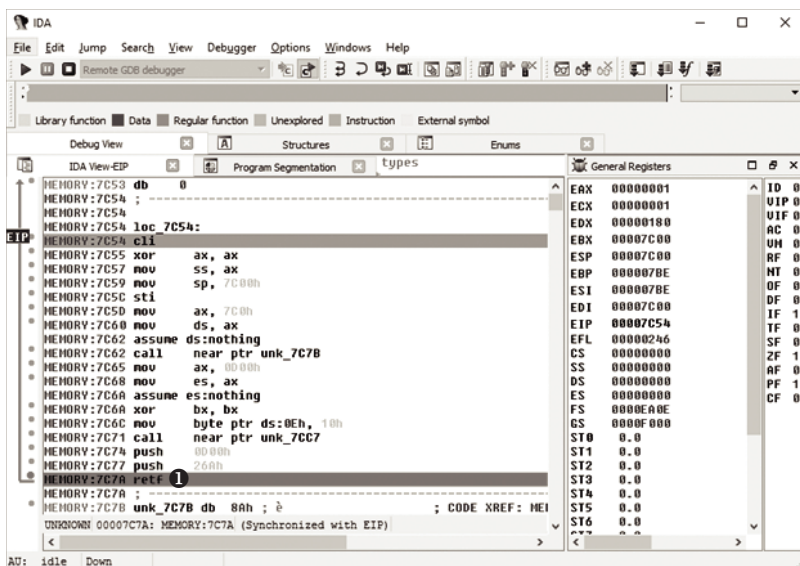 IDA
File Edit Jump Search View Debugger Options Windows Help
Remote GDB debugger
Library function Data Regular function Unexplored Instruction External symbol
Debug View Structures Enums
IDA View-EIP Program Segmentation types
MEMORY:7C53 db 0
MEMORY:7C54 ; ----------------------------------------------------------
MEMORY:7C54
MEMORY:7C54 loc_7C54:
EIP
MEMORY:7C54 cli
MEMORY:7C55 xor ax, ax
MEMORY:7C57 mov ss, ax
MEMORY:7C59 mov sp, 7C00h
MEMORY:7C5C sti
MEMORY:7C5D mov ax, 7C0h
MEMORY:7C60 mov ds, ax
MEMORY:7C62 assume ds:nothing
MEMORY:7C62 call near ptr unk_7C7B
MEMORY:7C65 mov ax, 0D00h
MEMORY:7C68 mov es, ax
MEMORY:7C6A assume es:nothing
MEMORY:7C6A xor bx, bx
MEMORY:7C6C mov byte ptr ds:0Eh, 10h
MEMORY:7C71 call near ptr unk_7CC7
MEMORY:7C74 push 0D00h
MEMORY:7C77 push 26Ah
MEMORY:7C7A retf ❶
MEMORY:7C7A ; ----------------------------------------------------------
MEMORY:7C7B unk_7C7B db 8Ah ; è ; CODE XREF: MEI
UNKNOWN 00007C7A: MEMORY:7C7A (Synchronized with EIP)
General Registers
EAX 00000001
ECX 00000001
EDX 00000180
EBX 00007C00
ESP 00007C00
EBP 000007BE
ESI 000007BE
EDI 00007C00
EIP 00007C54
EFL 00000246
CS 00000000
SS 00000000
DS 00000000
ES 00000000
FS 0000EA0E
GS 0000F000
ST0 0.0
ST1 0.0
ST2 0.0
ST3 0.0
ST4 0.0
ST5 0.0
ST6 0.0
ID 0
VIP 0
VIF 0
AC 0
VM 0
RF 0
NT 0
OF 0
DF 0
IF 1
TF 0
SF 0
ZF 1
AF 0
PF 1
CF 0
AU: idle Down